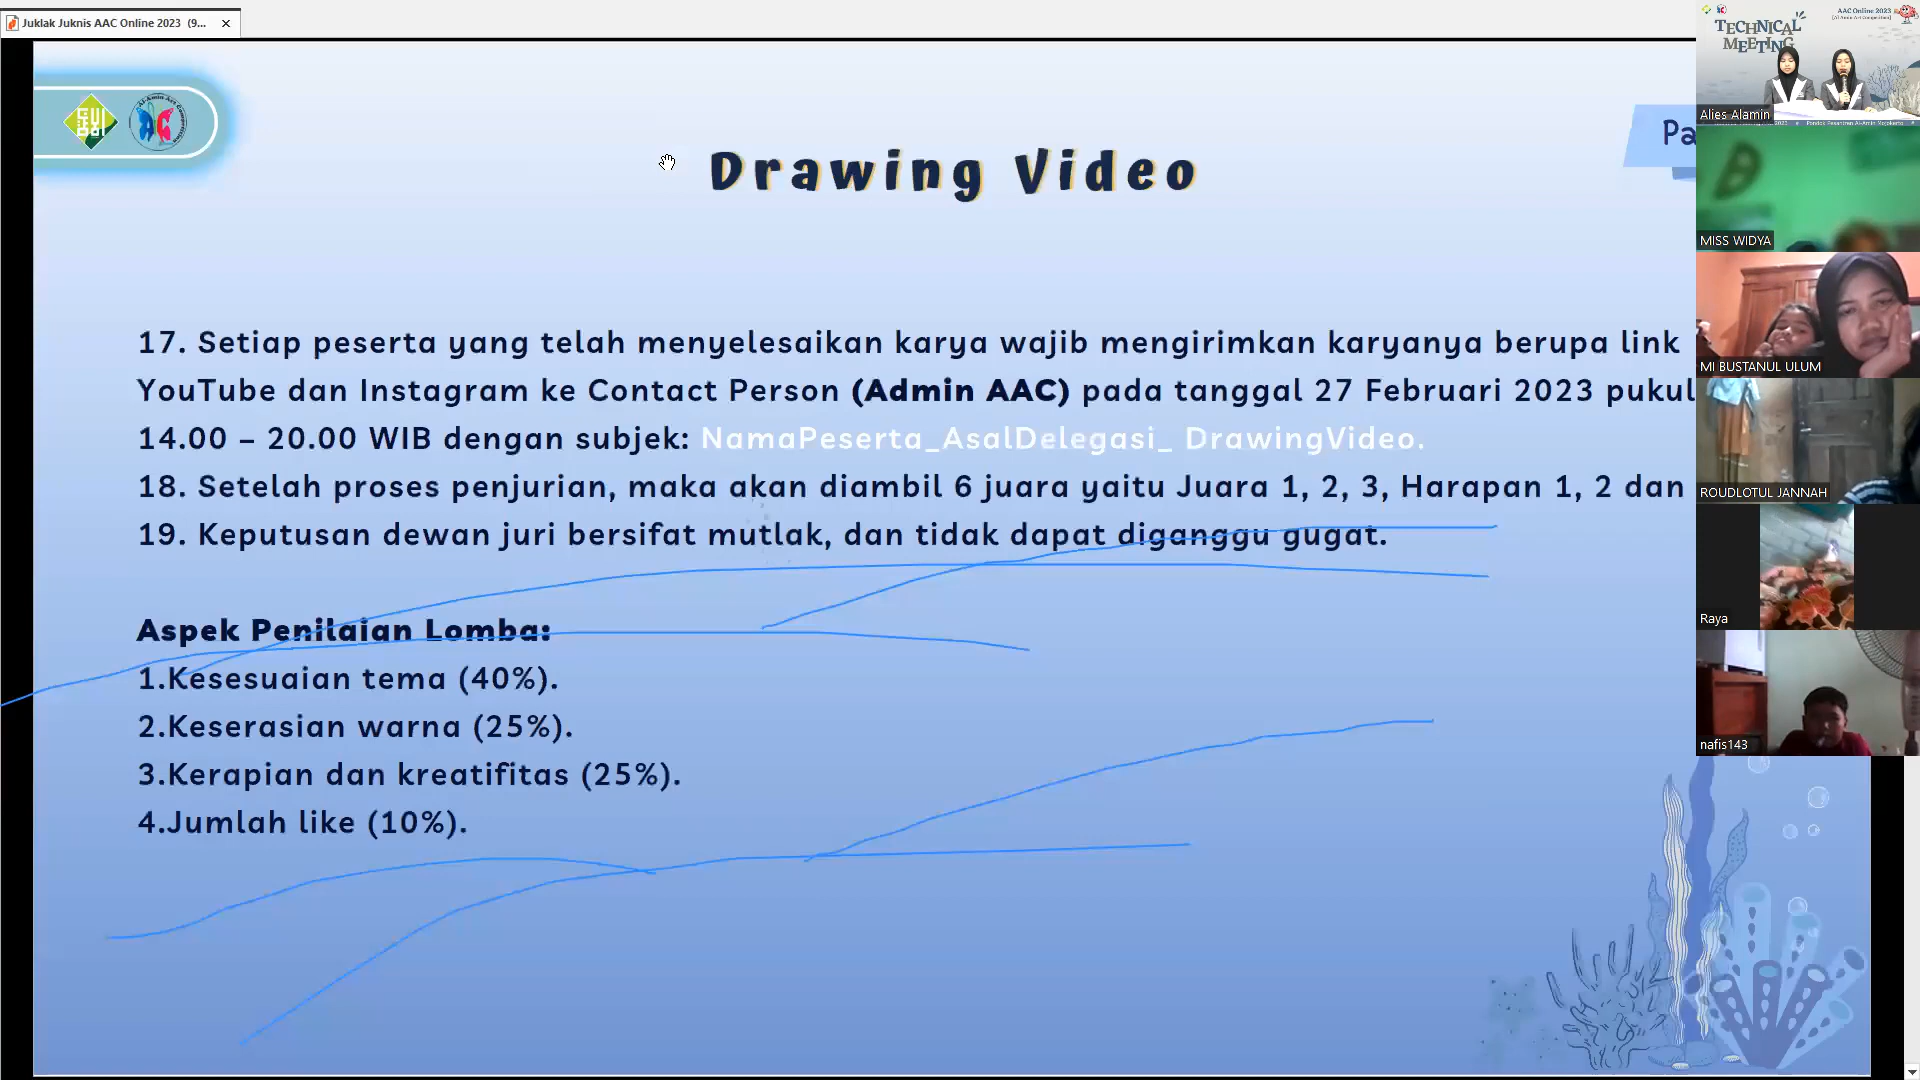 Juklak Juknis AAC Online 2023 (9...
Drawing Video
Pa
17. Setiap peserta yang telah menyelesaikan karya wajib mengirimkan karyanya berupa link
YouTube dan Instagram ke Contact Person (Admin AAC) pada tanggal 27 Februari 2023 pukul
14.00 – 20.00 WIB dengan subjek: NamaPeserta_AsalDelegasi_ DrawingVideo.
18. Setelah proses penjurian, maka akan diambil 6 juara yaitu Juara 1, 2, 3, Harapan 1, 2 dan
19. Keputusan dewan juri bersifat mutlak, dan tidak dapat diganggu gugat.
Aspek Penilaian Lomba:
1.Kesesuaian tema (40%).
2.Keserasian warna (25%).
3.Kerapian dan kreatifitas (25%).
4.Jumlah like (10%).
AAC Online 2023
TECHNICAL
MEETING
Alies Alamin
MISS WIDYA
MI BUSTANUL ULUM
ROUDLOTUL JANNAH
Raya
nafis143